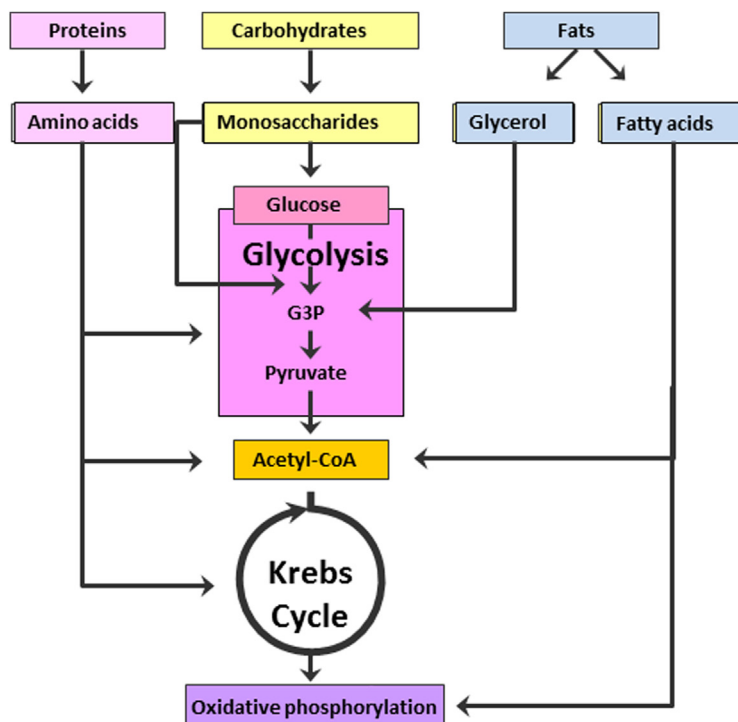 Proteins
Carbohydrates
Fats
Amino acids
Monosaccharides
Glycerol
Fatty acids
Glucose
Glycolysis
G3P
Pyruvate
Acetyl-CoA
Krebs
Cycle
Oxidative phosphorylation